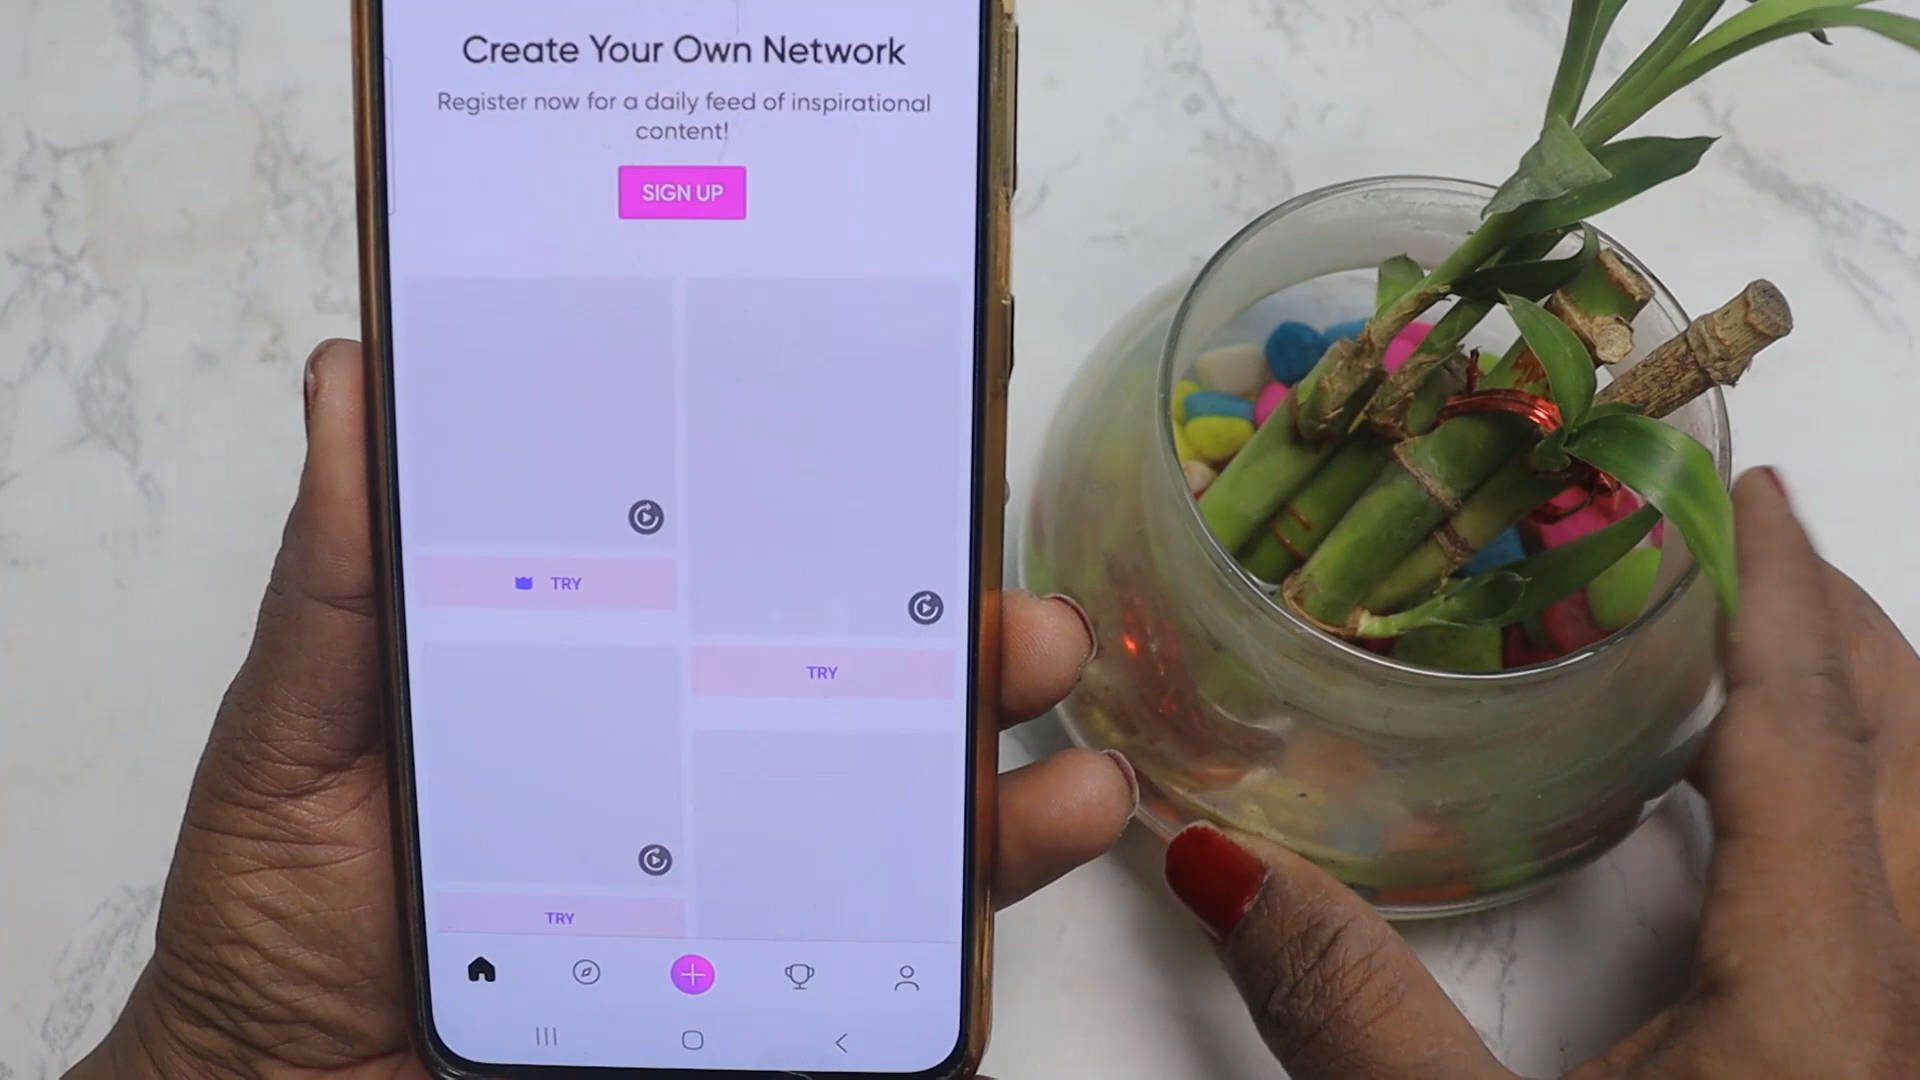 Create Your Own Network
Register now for a daily feed of inspirational
content!
SIGN UP
TRY
TRY
TRY